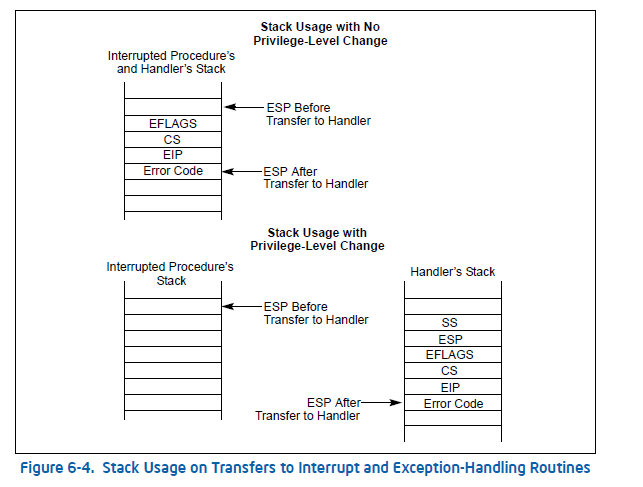 Stack Usage with No
Privilege-Level Change
Interrupted Procedure's
and Handler's Stack
ESP Before
Transfer to Handler
EFLAGS
CS
EIP
Error Code
ESP After
Transfer to Handler
Stack Usage with
Privilege-Level Change
Interrupted Procedure's
Stack
Handler's Stack
ESP Before
Transfer to Handler
SS
ESP
EFLAGS
CS
EIP
ESP After
Transfer to Handler
Error Code
Figure 6-4. Stack Usage on Transfers to Interrupt and Exception-Handling Routines